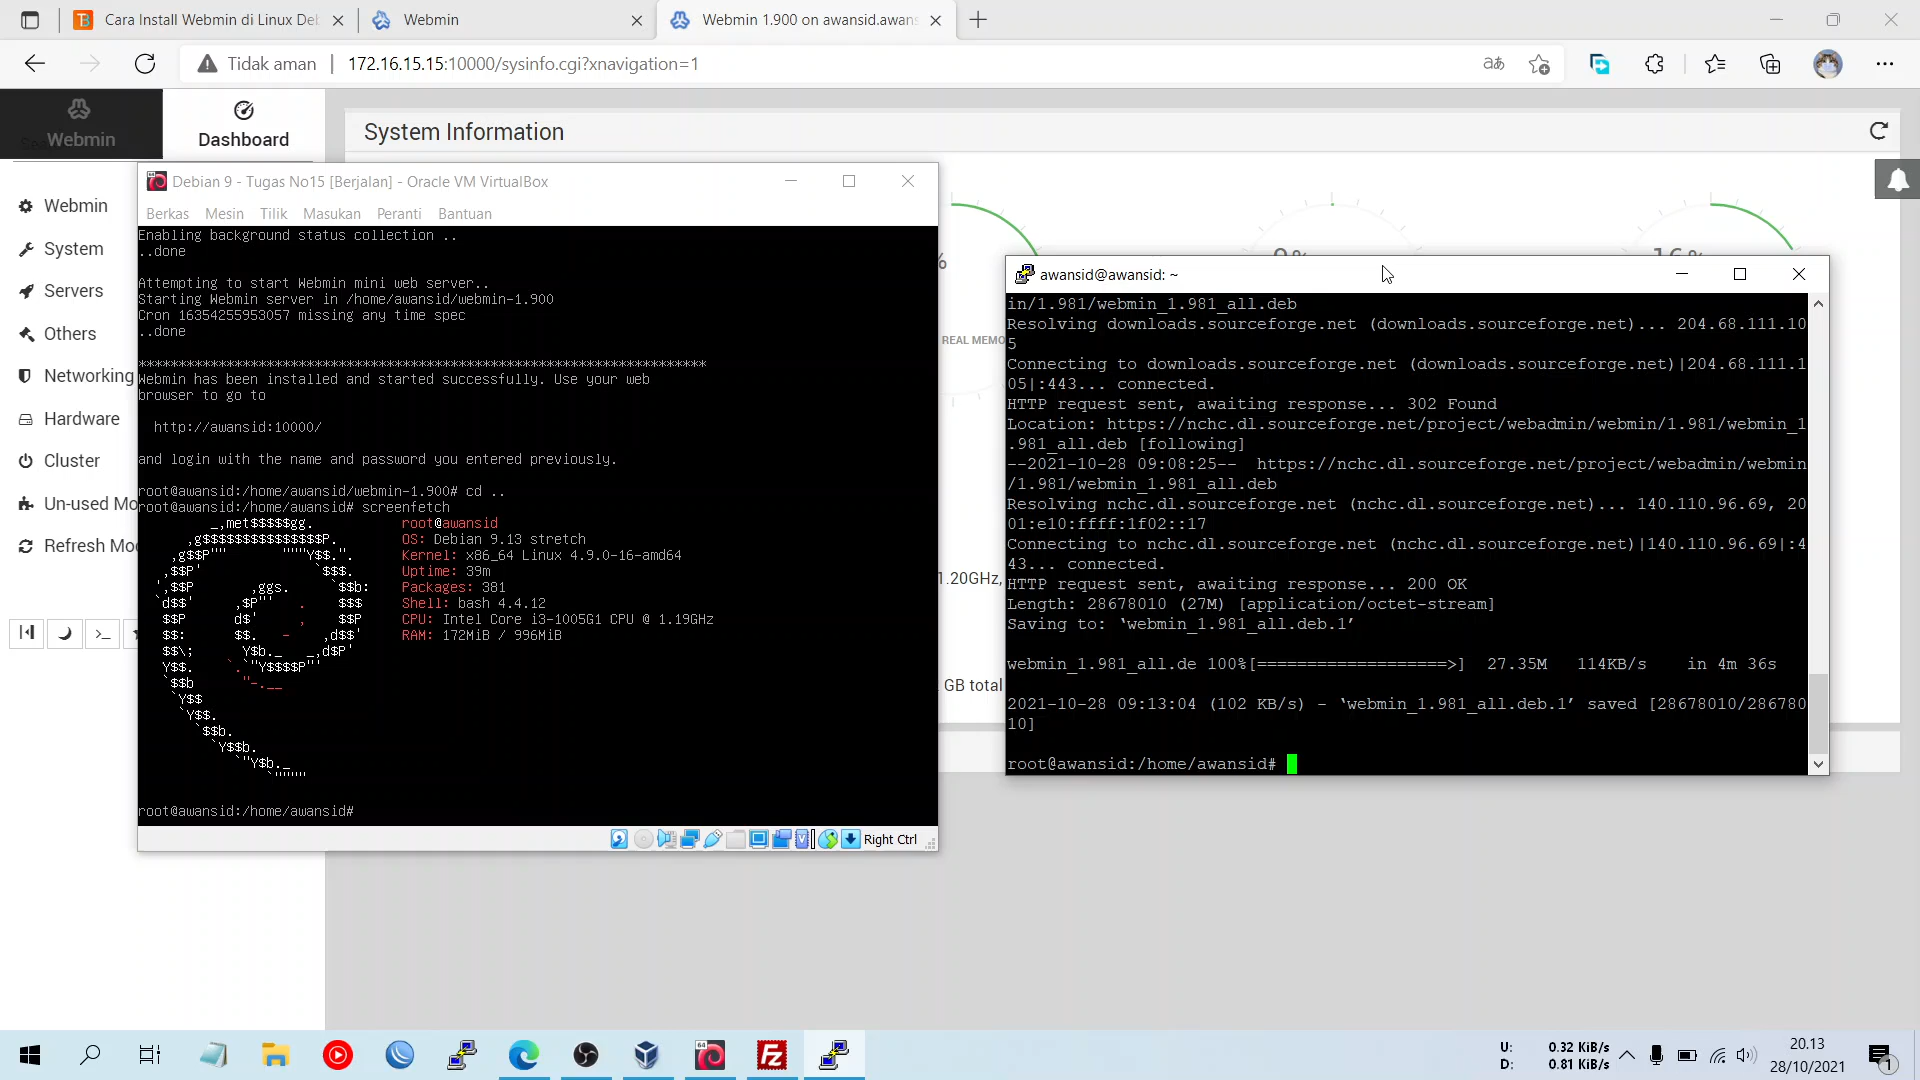 Cara Install Webmin di Linux De
Webmin
Webmin 1.900 on awansid.awans
Tidak aman
172.16.15.15:10000/sysinfo.cgi?xnavigation=1
Webmin
Dashboard
System Information
Webmin
System
Servers
Others
Networking
Hardware
Cluster
Un-used Mo
Refresh Mod
Debian 9 - Tugas No15 [Berjalan] - Oracle VM VirtualBox
Berkas Mesin Tilik Masukan Peranti Bantuan
Enabling background status collection ..
..done
Attempting to start Webmin mini web server..
Starting Webmin server in /home/awansid/webmin-1.900
Cron 16354255953057 missing any time spec
..done
***********************************************************************
Webmin has been installed and started successfully. Use your web
browser to go to
http://awansid:10000/
and login with the name and password you entered previously.
root@awansid:/home/awansid/webmin-1.900# cd ..
root@awansid:/home/awansid# screenfetch
root@awansid
OS: Debian 9.13 stretch
Kernel: x86_64 Linux 4.9.0-16-amd64
Uptime: 39m
Packages: 381
Shell: bash 4.4.12
CPU: Intel Core i3-1005G1 CPU @ 1.19GHz
RAM: 172MiB / 996MiB
root@awansid:/home/awansid#
Right Ctrl
%
REAL MEMO
1.20GHz,
GB total
awansid@awansid: ~
in/1.981/webmin_1.981_all.deb
Resolving downloads.sourceforge.net (downloads.sourceforge.net)... 204.68.111.10
5
Connecting to downloads.sourceforge.net (downloads.sourceforge.net)|204.68.111.1
05|:443... connected.
HTTP request sent, awaiting response... 302 Found
Location: https://nchc.dl.sourceforge.net/project/webadmin/webmin/1.981/webmin_1
.981_all.deb [following]
--2021-10-28 09:08:25--  https://nchc.dl.sourceforge.net/project/webadmin/webmin
/1.981/webmin_1.981_all.deb
Resolving nchc.dl.sourceforge.net (nchc.dl.sourceforge.net)... 140.110.96.69, 20
01:e10:ffff:1f02::17
Connecting to nchc.dl.sourceforge.net (nchc.dl.sourceforge.net)|140.110.96.69|:4
43... connected.
HTTP request sent, awaiting response... 200 OK
Length: 28678010 (27M) [application/octet-stream]
Saving to: ‘webmin_1.981_all.deb.1’
webmin_1.981_all.de 100%[===================>]  27.35M   114KB/s    in 4m 36s
2021-10-28 09:13:04 (102 KB/s) - ‘webmin_1.981_all.deb.1’ saved [28678010/286780
10]
root@awansid:/home/awansid#
U: 0.32 KiB/s
D: 0.81 KiB/s
20.13
28/10/2021
1